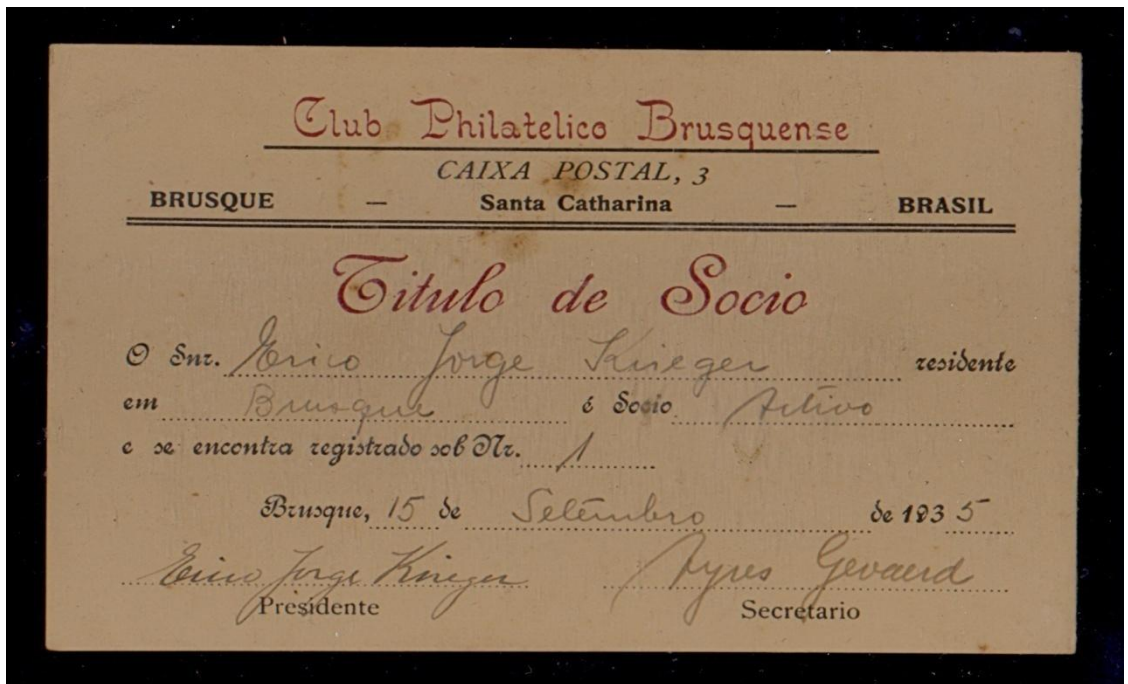 Club Philatelico Brusquense
CAIXA POSTAL, 3
BRUSQUE — Santa Catharina — BRASIL
Titulo de Socio
O Snr. Erico Jorge Krieger residente
em Brusque é Socio Activo
e se encontra registrado sob Nr. 1
Brusque, 15 de Setembro de 1935
Erico Jorge Krieger Ayres Gevaerd
Presidente Secretario